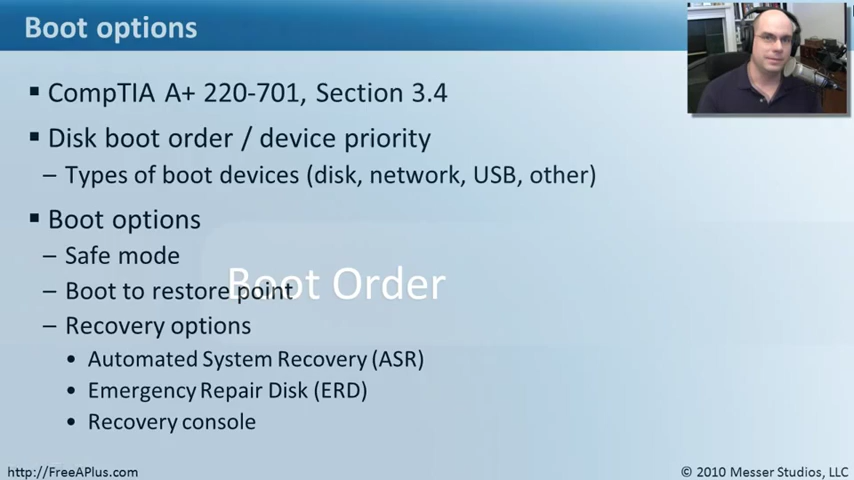 Boot options
CompTIA A+ 220-701, Section 3.4
Disk boot order / device priority
– Types of boot devices (disk, network, USB, other)
Boot options
– Safe mode
– Boot to restore point
Boot Order
– Recovery options
• Automated System Recovery (ASR)
• Emergency Repair Disk (ERD)
• Recovery console
http://FreeAPlus.com
© 2010 Messer Studios, LLC